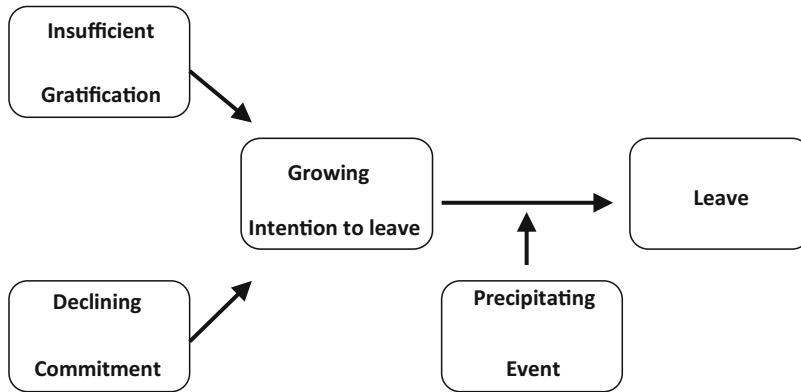 Insufficient
Gratification
Growing
Intention to leave
Leave
Declining
Commitment
Precipitating
Event